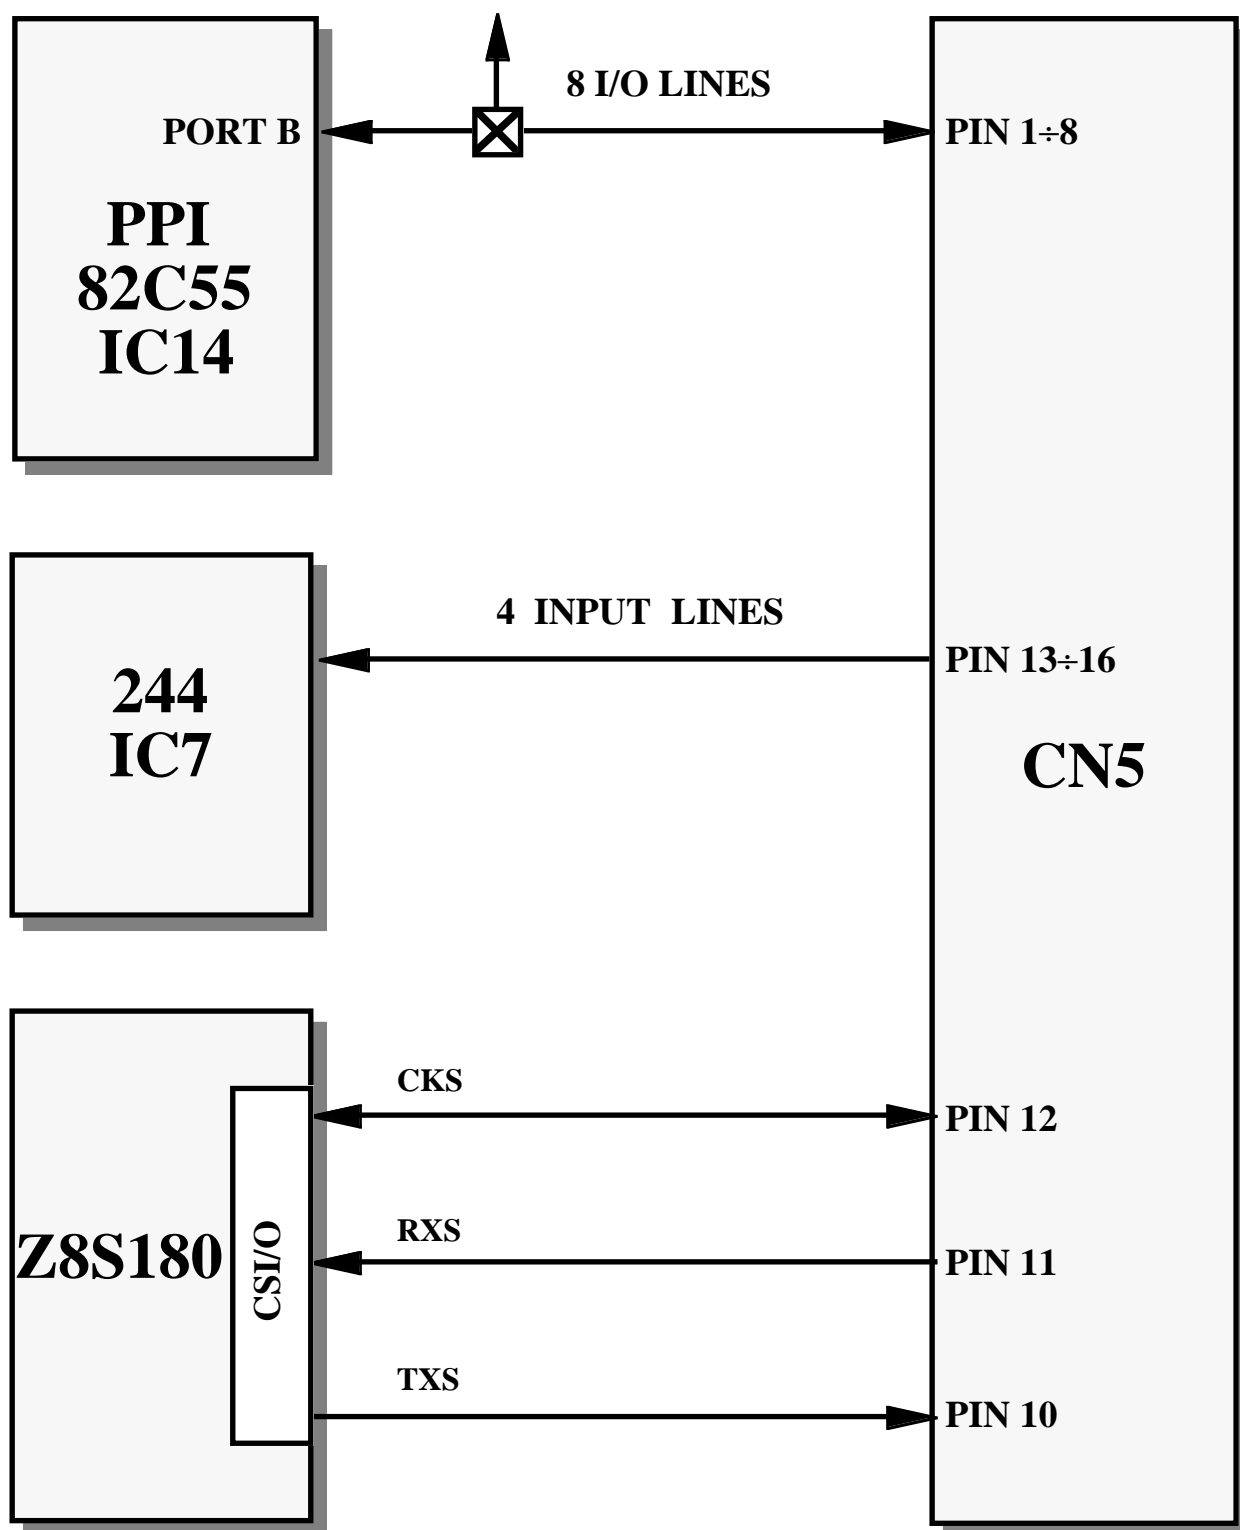 8 I/O LINES
PORT B
PIN 1÷8
PPI
82C55
IC14
4 INPUT LINES
PIN 13÷16
244
IC7
CN5
CKS
PIN 12
RXS
PIN 11
Z8S180
CSI/O
TXS
PIN 10